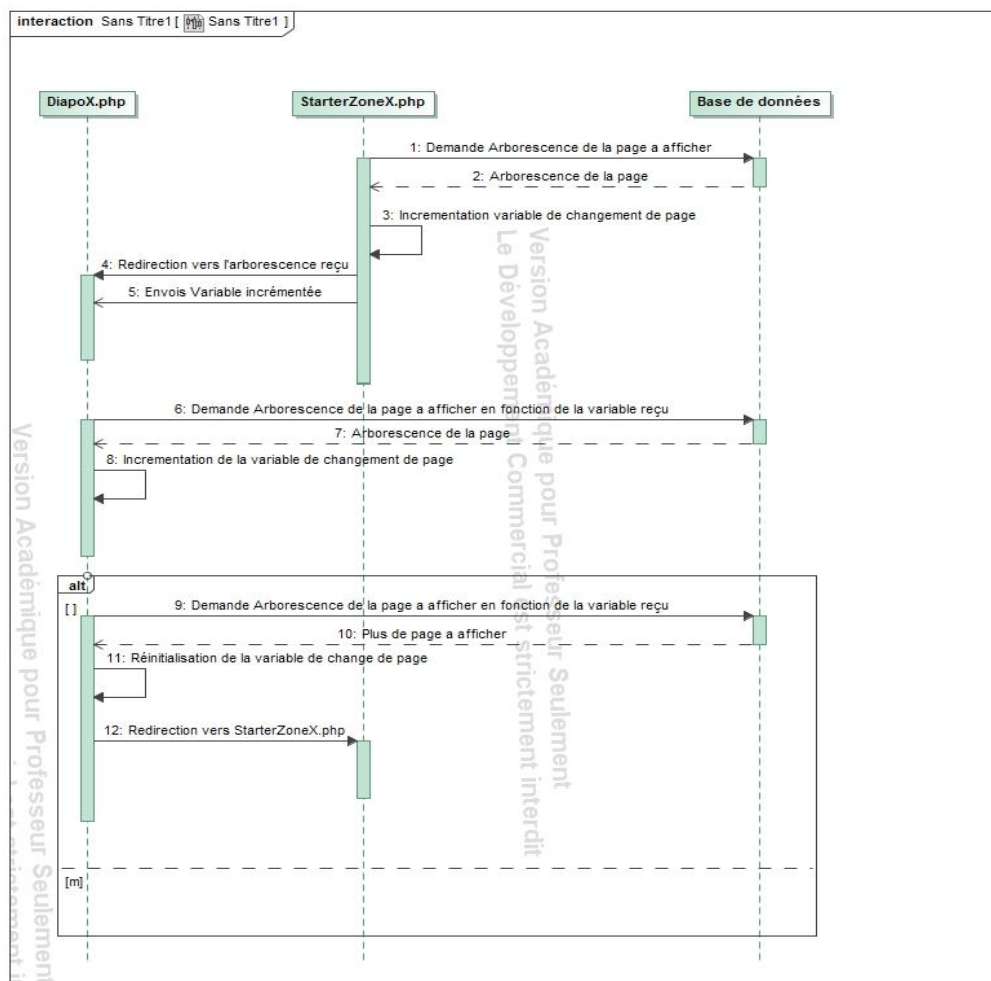 interaction Sans Titre1 [ Sans Titre1 ]
DiapoX.php
StarterZoneX.php
Base de données
1: Demande Arborescence de la page a afficher
2: Arborescence de la page
3: Incrementation variable de changement de page
4: Redirection vers l'arborescence reçu
5: Envois Variable incrémentée
6: Demande Arborescence de la page a afficher en fonction de la variable reçu
7: Arborescence de la page
8: Incrementation de la variable de changement de page
alt
[ ]
9: Demande Arborescence de la page a afficher en fonction de la variable reçu
10: Plus de page a afficher
11: Réinitialisation de la variable de change de page
12: Redirection vers StarterZoneX.php
[m]
Version Académique pour Professeur Seulement
Le Développement Commercial est strictement interdit
Version Académique pour Professeur Seulement